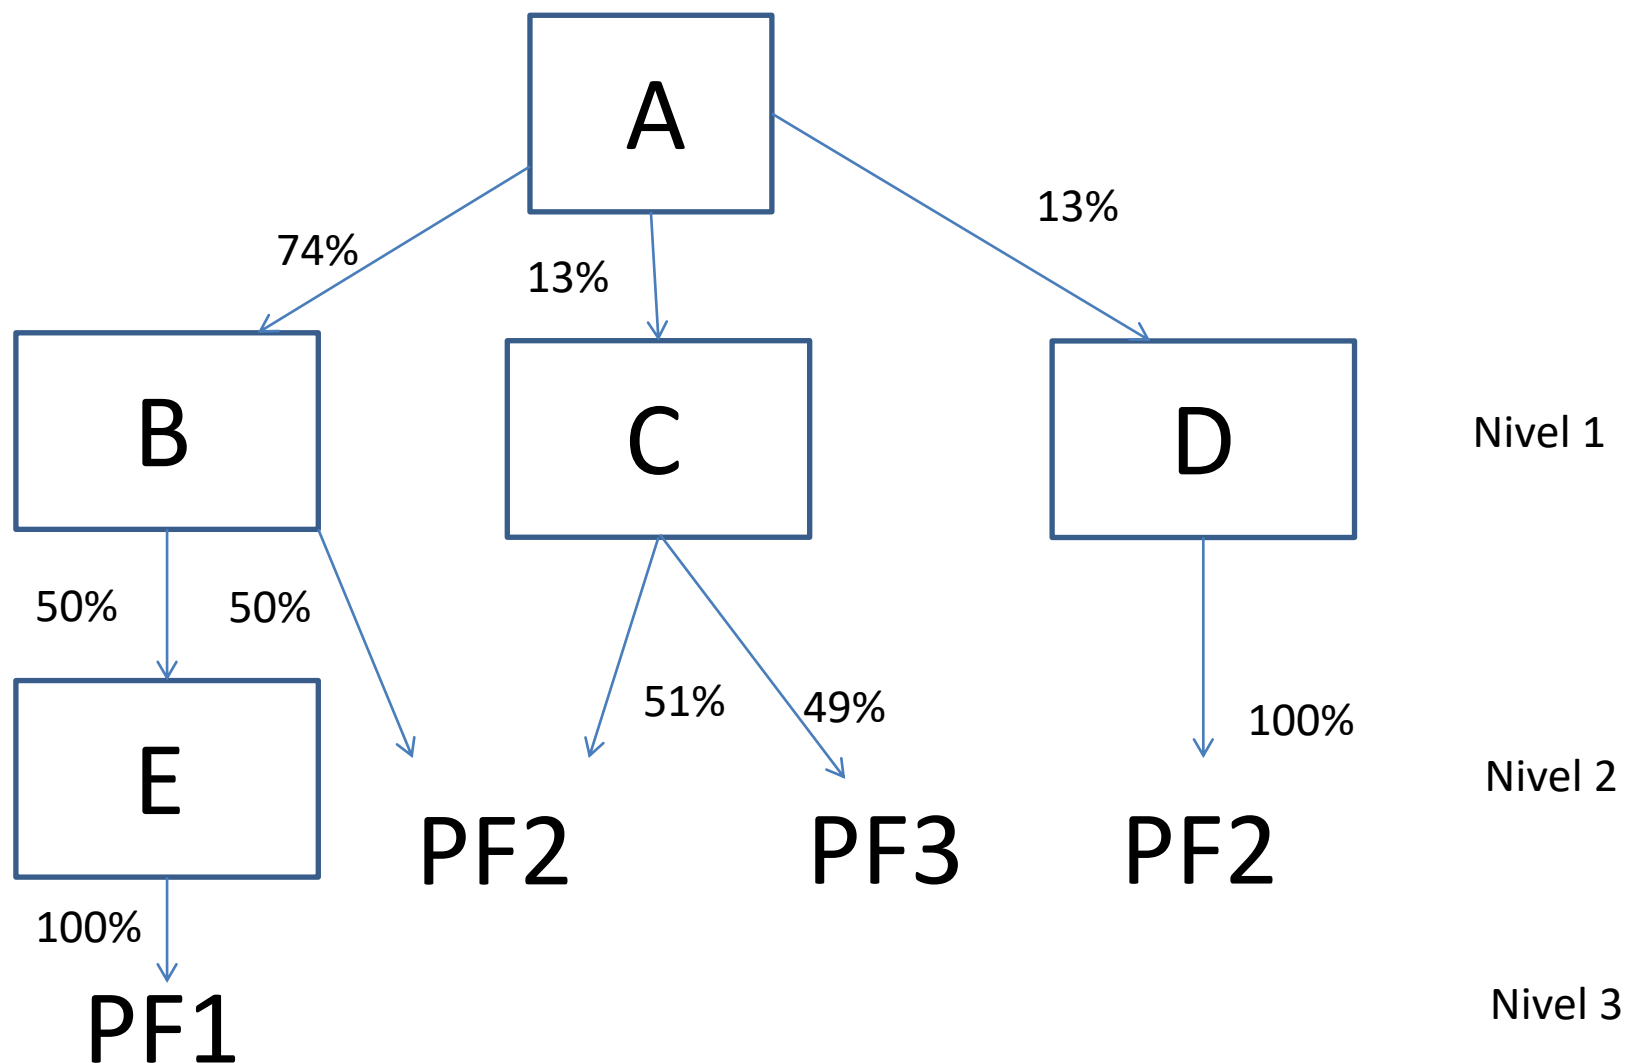 A
13%
74%
13%
B
C
D
Nivel 1
50%
50%
51%
49%
100%
E
Nivel 2
PF2
PF3
PF2
100%
PF1
Nivel 3